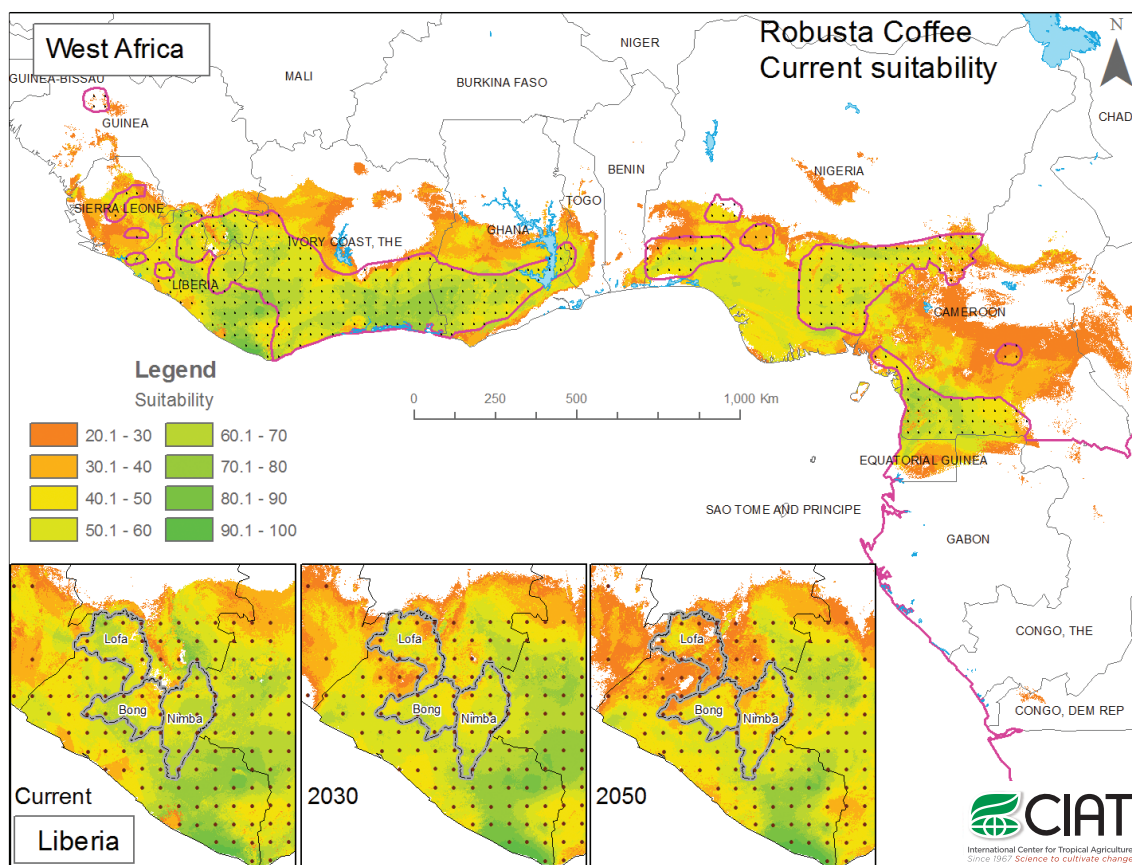 West Africa
Robusta Coffee
Current suitability
N
NIGER
MALI
BURKINA FASO
GUINEA-BISSAU
CHAD
GUINEA
BENIN
NIGERIA
TOGO
SIERRA LEONE
GHANA
IVORY COAST, THE
LIBERIA
CAMEROON
Legend
Suitability
20.1 - 30
30.1 - 40
40.1 - 50
50.1 - 60
60.1 - 70
70.1 - 80
80.1 - 90
90.1 - 100
0 250 500 1,000 Km
EQUATORIAL GUINEA
SAO TOME AND PRINCIPE
GABON
CONGO, THE
CONGO, DEM REP
Lofa
Bong
Nimba
Current
Liberia
Lofa
Bong
Nimba
2030
Lofa
Bong
Nimba
2050
CIAT
International Center for Tropical Agriculture
Since 1967 Science to cultivate change